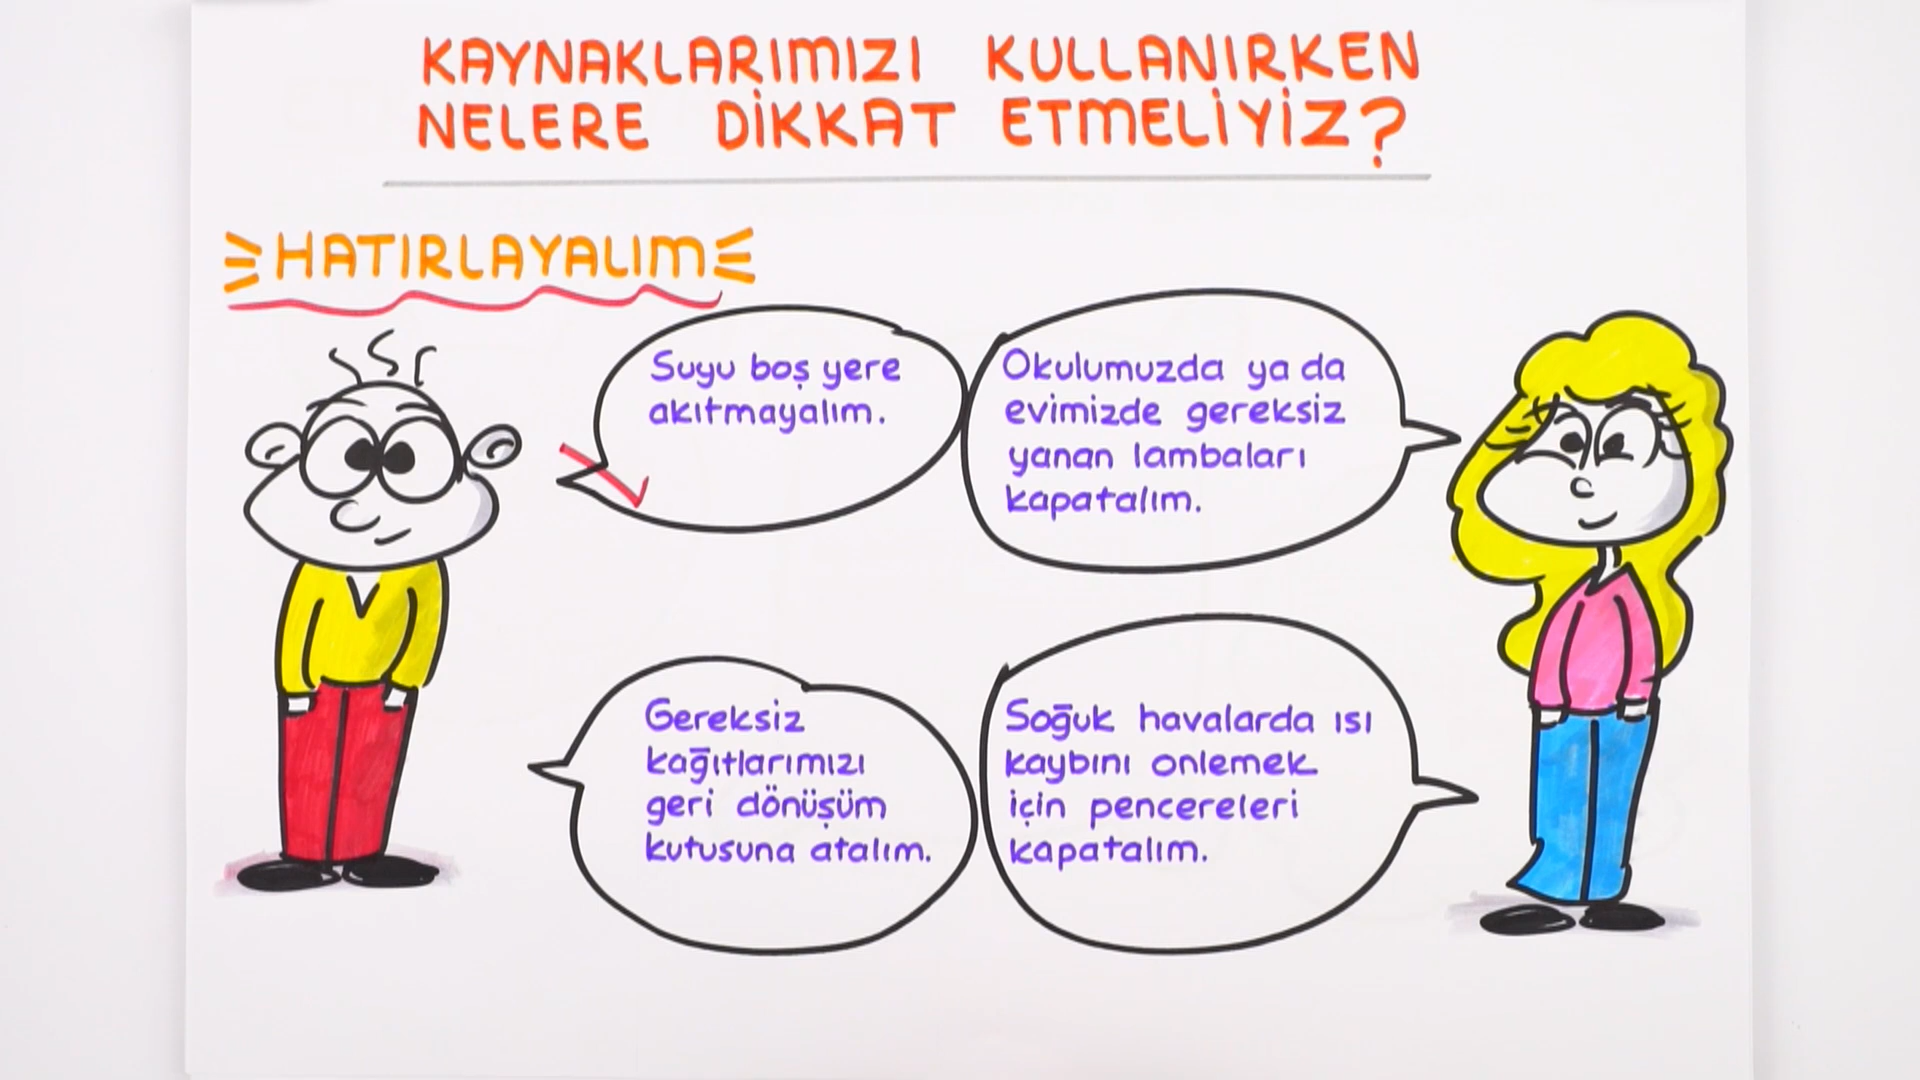 KAYNAKLARIMIZI KULLANIRKEN
NELERE DİKKAT ETMELİYİZ?
HATIRLAYALIM
Suyu boş yere
akıtmayalım.
Okulumuzda ya da
evimizde gereksiz
yanan lambaları
kapatalım.
Gereksiz
kağıtlarımızı
geri dönüşüm
kutusuna atalım.
Soğuk havalarda ısı
kaybını onlemek
için pencereleri
kapatalım.